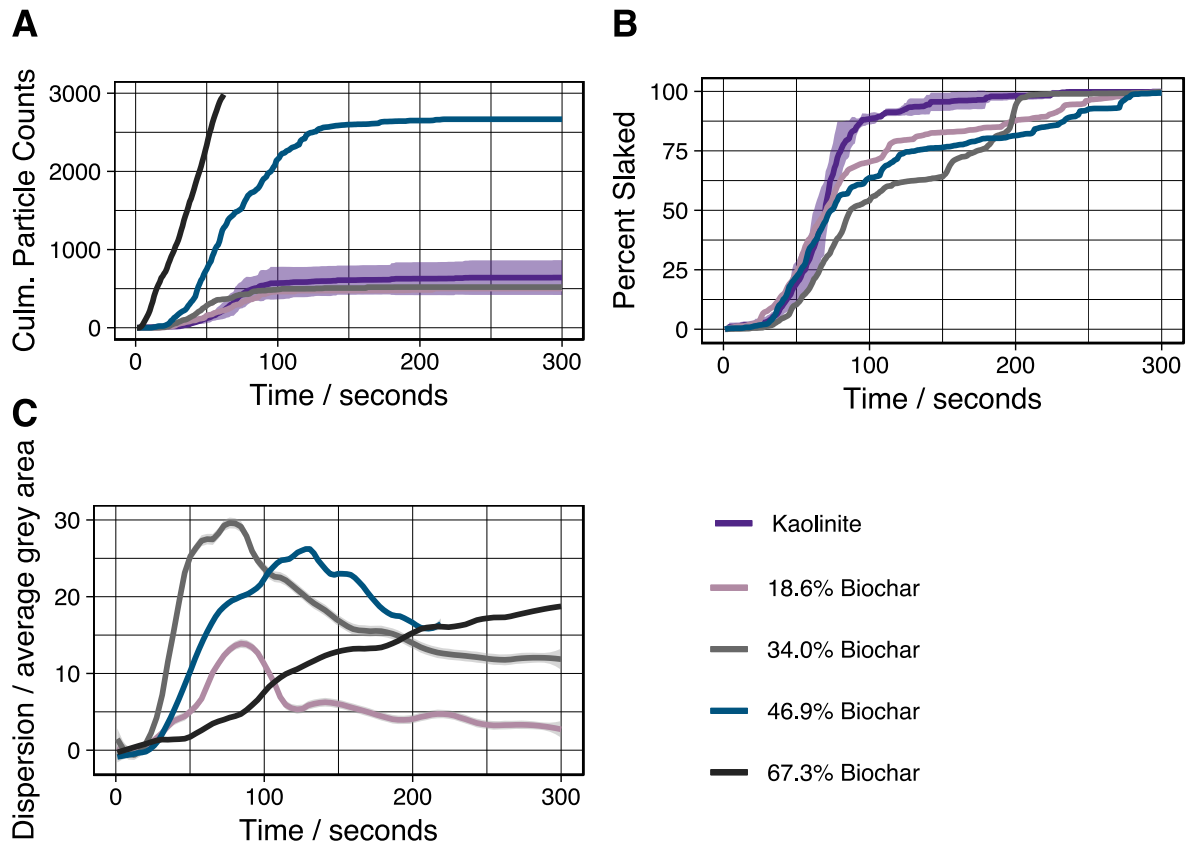 A
Culm. Particle Counts
3000
2000
1000
0
0
100
200
300
Time / seconds
B
Percent Slaked
100
75
50
25
0
0
100
200
300
Time / seconds
C
Dispersion / average grey area
30
20
10
0
0
100
200
300
Time / seconds
Kaolinite
18.6% Biochar
34.0% Biochar
46.9% Biochar
67.3% Biochar